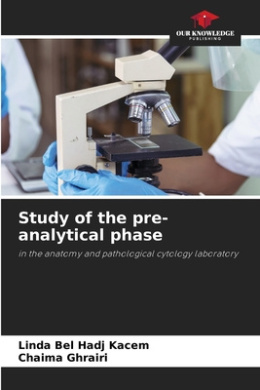 OUR KNOWLEDGE
PUBLISHING
Study of the pre-
analytical phase
in the anatomy and pathological cytology laboratory
Linda Bel Hadj Kacem
Chaima Ghrairi